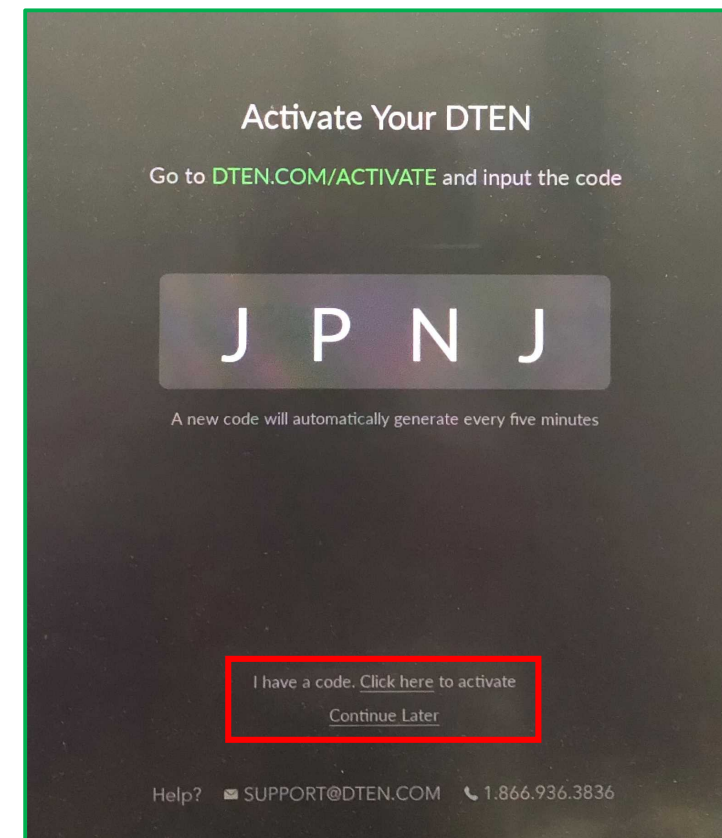 Activate Your DTEN
Go to DTEN.COM/ACTIVATE and input the code
J P N J
A new code will automatically generate every five minutes
I have a code. Click here to activate
Continue Later
Help? SUPPORT@DTEN.COM 1.866.936.3836